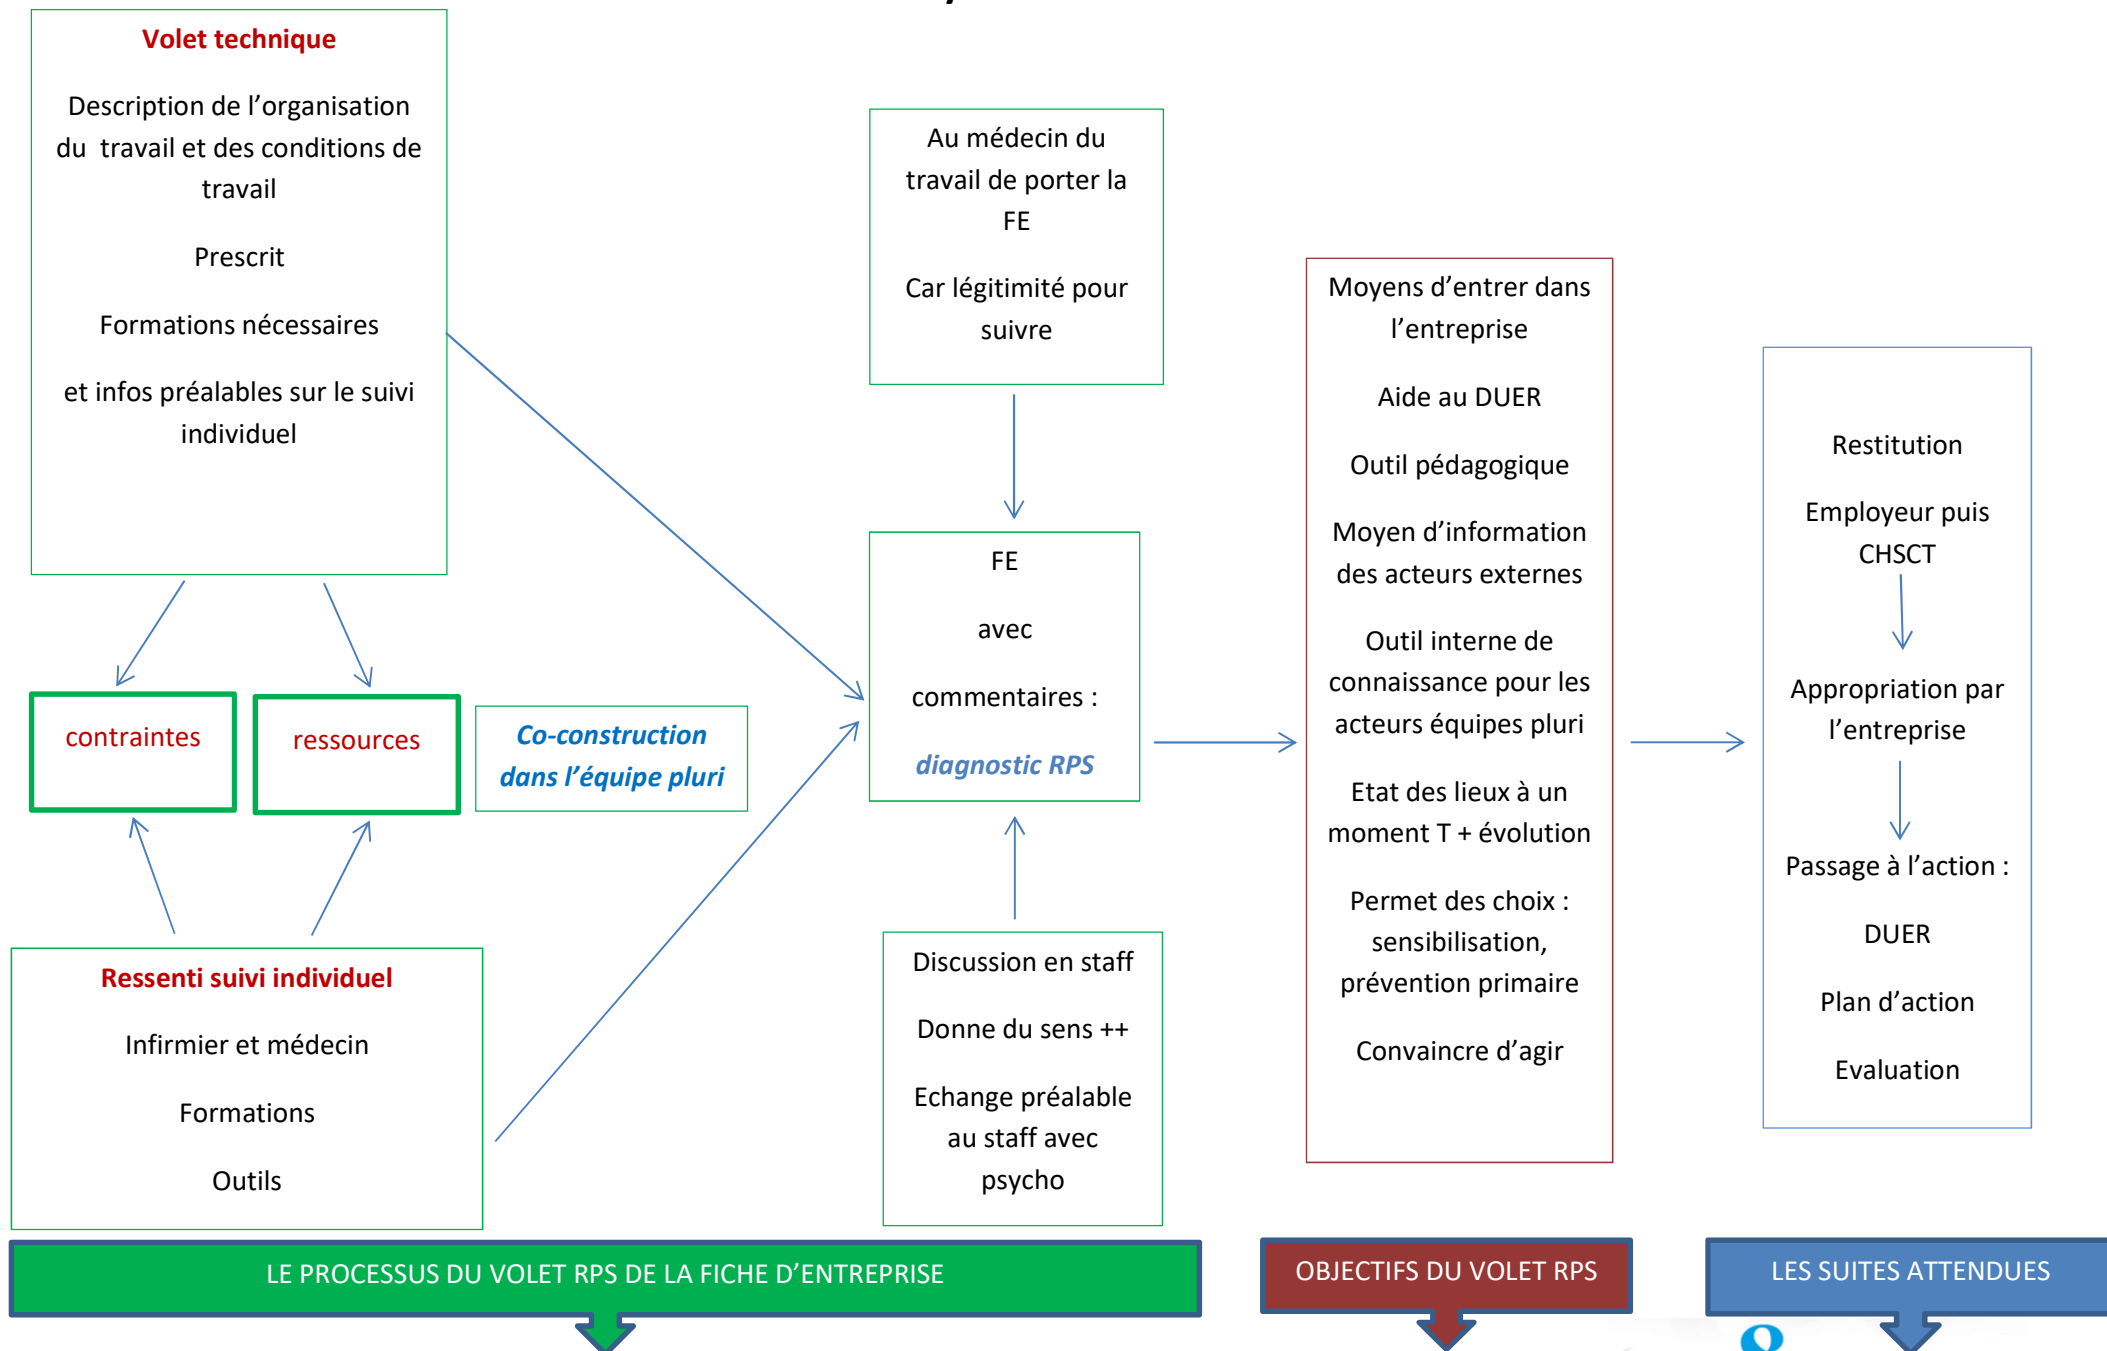 Volet technique
Description de l’organisation
du travail et des conditions de
travail
Prescrit
Formations nécessaires
et infos préalables sur le suivi
individuel
contraintes
ressources
Co-construction
dans l’équipe pluri
Ressenti suivi individuel
Infirmier et médecin
Formations
Outils
Au médecin du
travail de porter la
FE
Car légitimité pour
suivre
FE
avec
commentaires :
diagnostic RPS
Discussion en staff
Donne du sens ++
Echange préalable
au staff avec
psycho
Moyens d’entrer dans
l’entreprise
Aide au DUER
Outil pédagogique
Moyen d’information
des acteurs externes
Outil interne de
connaissance pour les
acteurs équipes pluri
Etat des lieux à un
moment T + évolution
Permet des choix :
sensibilisation,
prévention primaire
Convaincre d’agir
Restitution
Employeur puis
CHSCT
Appropriation par
l’entreprise
Passage à l’action :
DUER
Plan d’action
Evaluation
LE PROCESSUS DU VOLET RPS DE LA FICHE D’ENTREPRISE
OBJECTIFS DU VOLET RPS
LES SUITES ATTENDUES